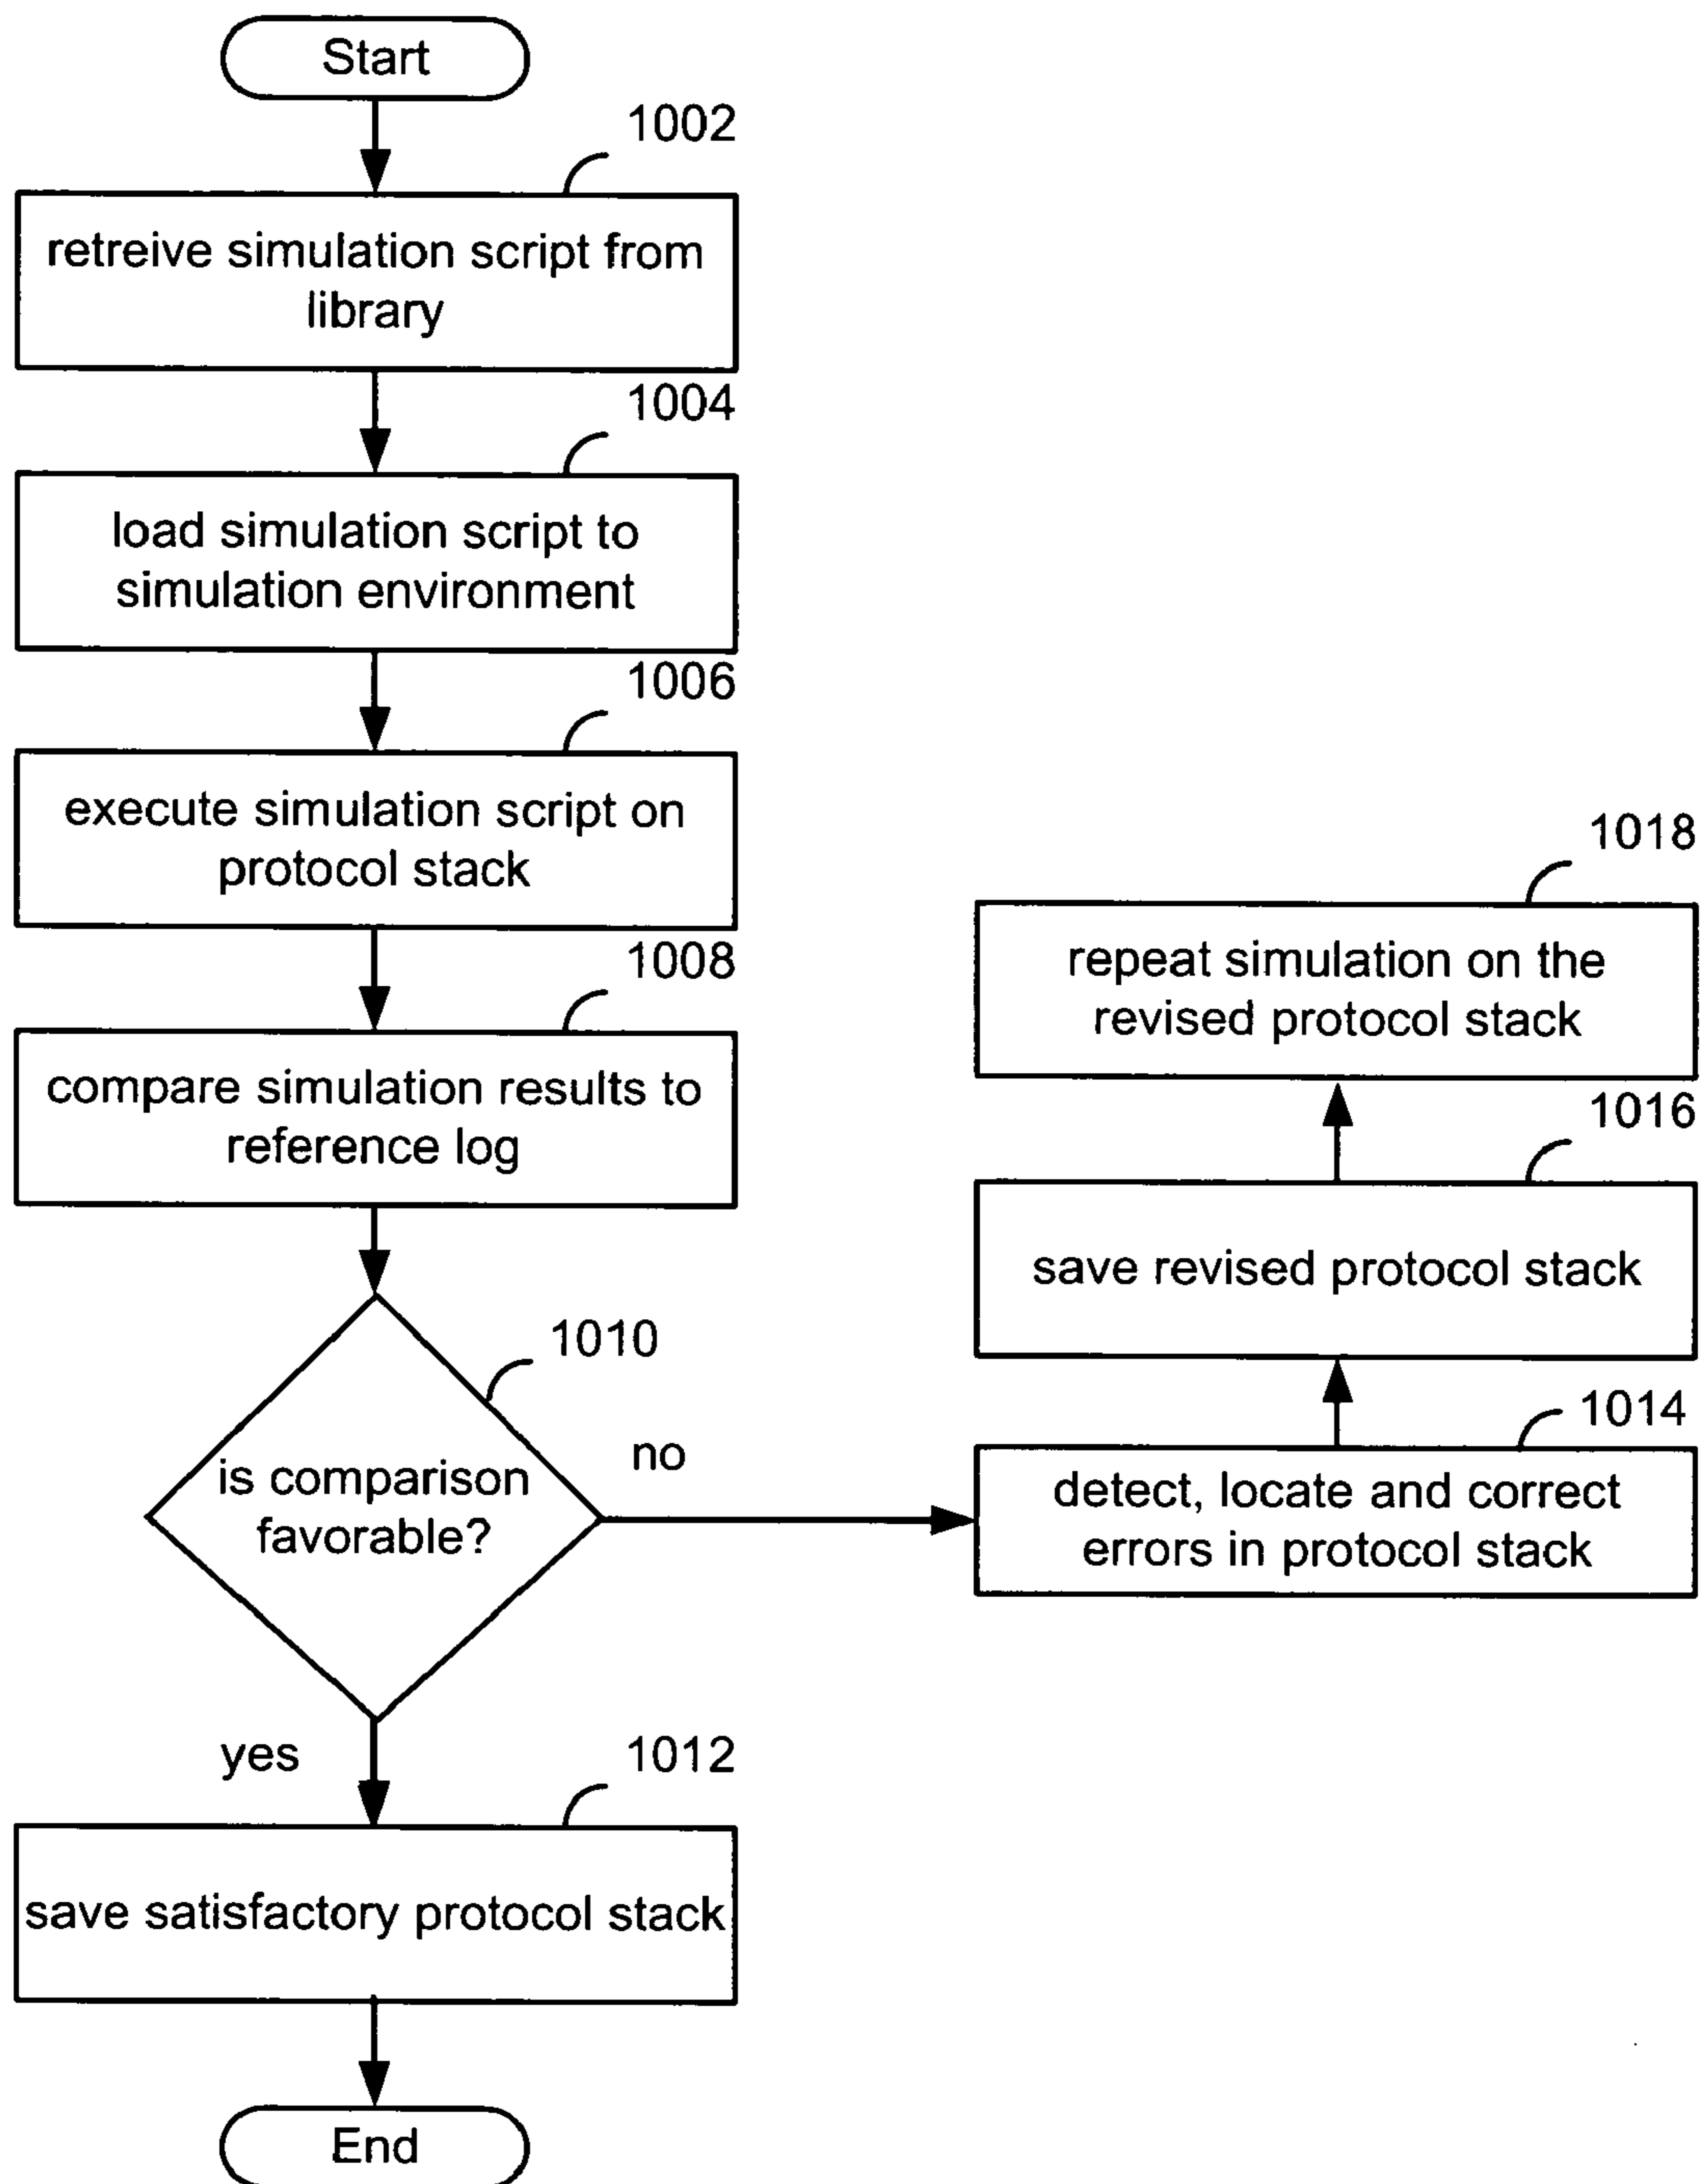 Start
1002
retreive simulation script from
library
1004
load simulation script to
simulation environment
1006
execute simulation script on
protocol stack
1008
compare simulation results to
reference log
1010
is comparison
favorable?
no
yes
1012
save satisfactory protocol stack
End
1014
detect, locate and correct
errors in protocol stack
1016
save revised protocol stack
1018
repeat simulation on the
revised protocol stack